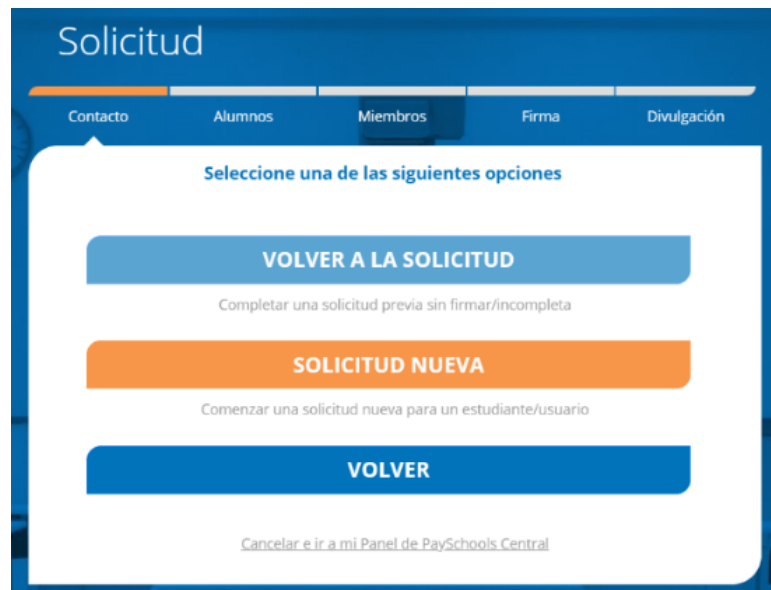 Solicitud
Contacto Alumnos Miembros Firma Divulgación
Seleccione una de las siguientes opciones
VOLVER A LA SOLICITUD
Completar una solicitud previa sin firmar/incompleta
SOLICITUD NUEVA
Comenzar una solicitud nueva para un estudiante/usuario
VOLVER
Cancelar e ir a mi Panel de PaySchools Central